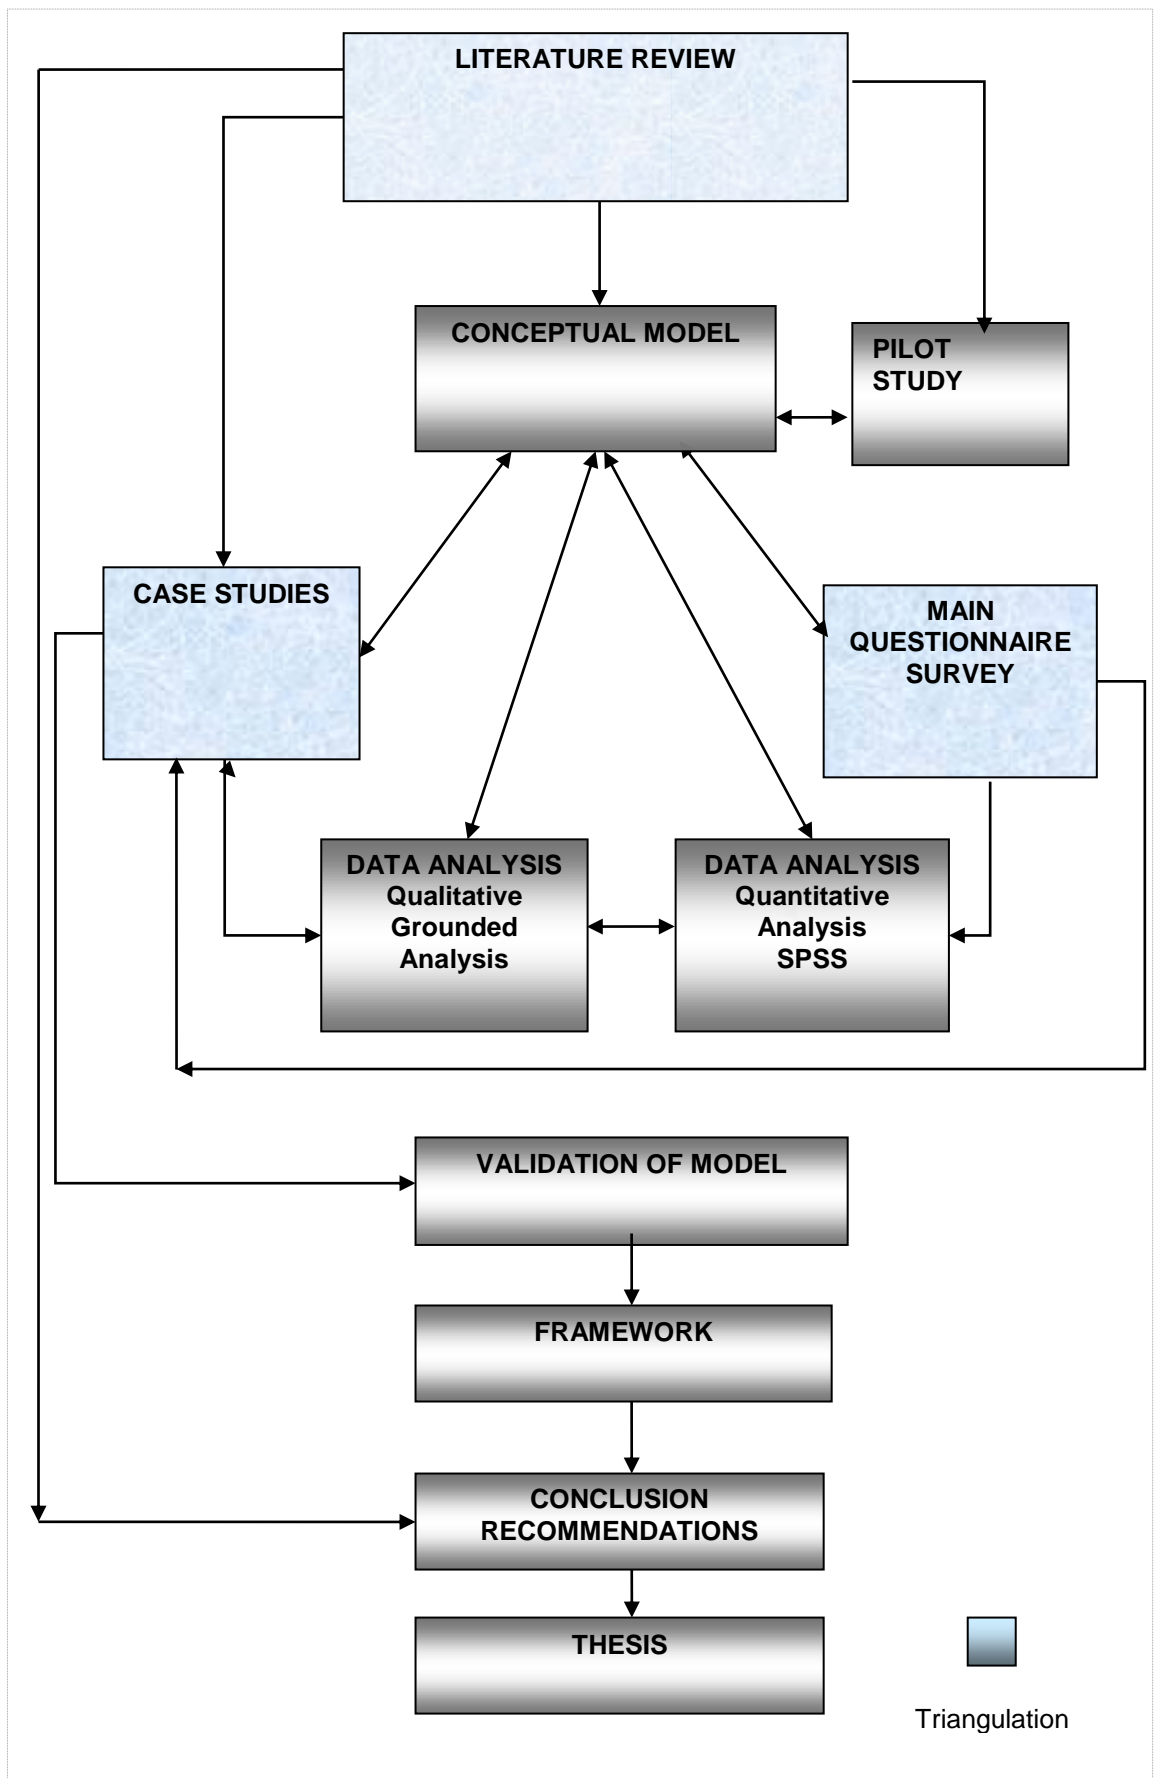 LITERATURE REVIEW
CONCEPTUAL MODEL
PILOT
STUDY
CASE STUDIES
MAIN
QUESTIONNAIRE
SURVEY
DATA ANALYSIS
Qualitative
Grounded
Analysis
DATA ANALYSIS
Quantitative
Analysis
SPSS
VALIDATION OF MODEL
FRAMEWORK
CONCLUSION
RECOMMENDATIONS
THESIS
Triangulation